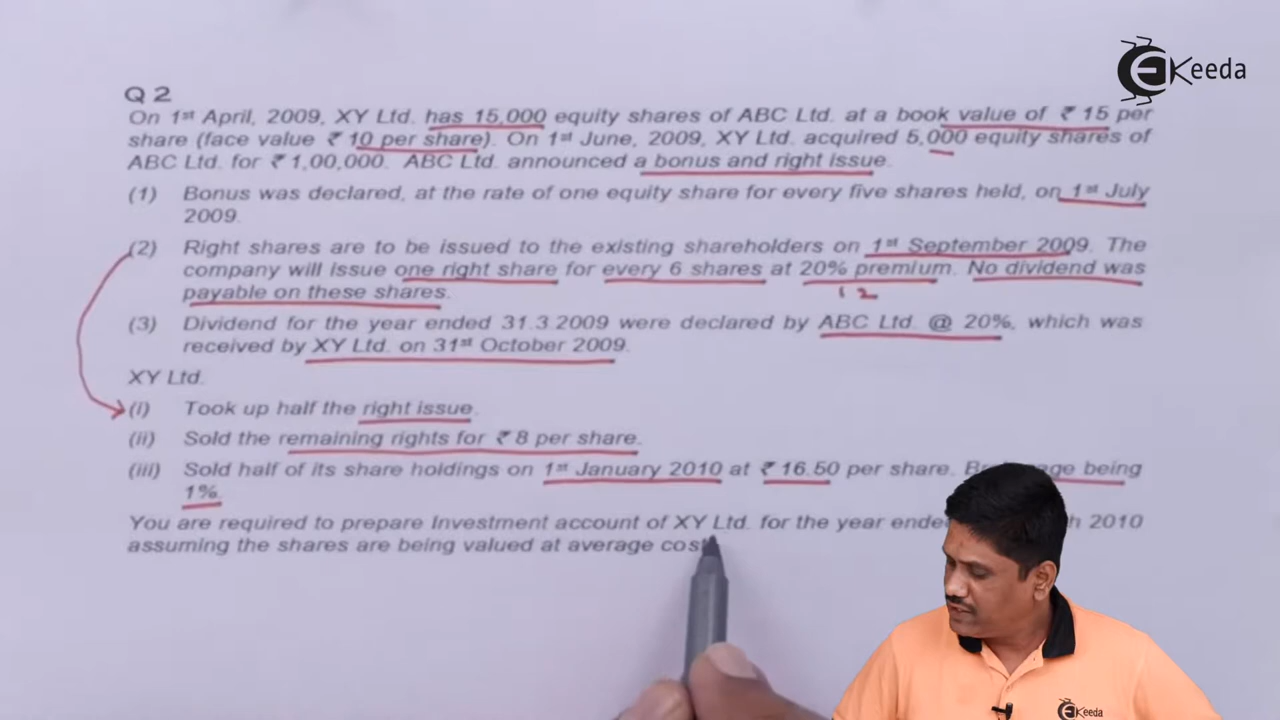 EKeeda
Q 2
On 1st April, 2009, XY Ltd. has 15,000 equity shares of ABC Ltd. at a book value of ₹ 15 per
share (face value ₹ 10 per share). On 1st June, 2009, XY Ltd. acquired 5,000 equity shares of
ABC Ltd. for ₹ 1,00,000. ABC Ltd. announced a bonus and right issue.
(1) Bonus was declared, at the rate of one equity share for every five shares held, on 1st July
2009.
(2) Right shares are to be issued to the existing shareholders on 1st September 2009. The
company will issue one right share for every 6 shares at 20% premium. No dividend was
payable on these shares.
12
(3) Dividend for the year ended 31.3.2009 were declared by ABC Ltd. @ 20%, which was
received by XY Ltd. on 31st October 2009.
XY Ltd.
(i) Took up half the right issue.
(ii) Sold the remaining rights for ₹ 8 per share.
(iii) Sold half of its share holdings on 1st January 2010 at ₹ 16.50 per share. being
1%.
You are required to prepare Investment account of XY Ltd. for the year 2010
assuming the shares are being valued at average
EKeeda